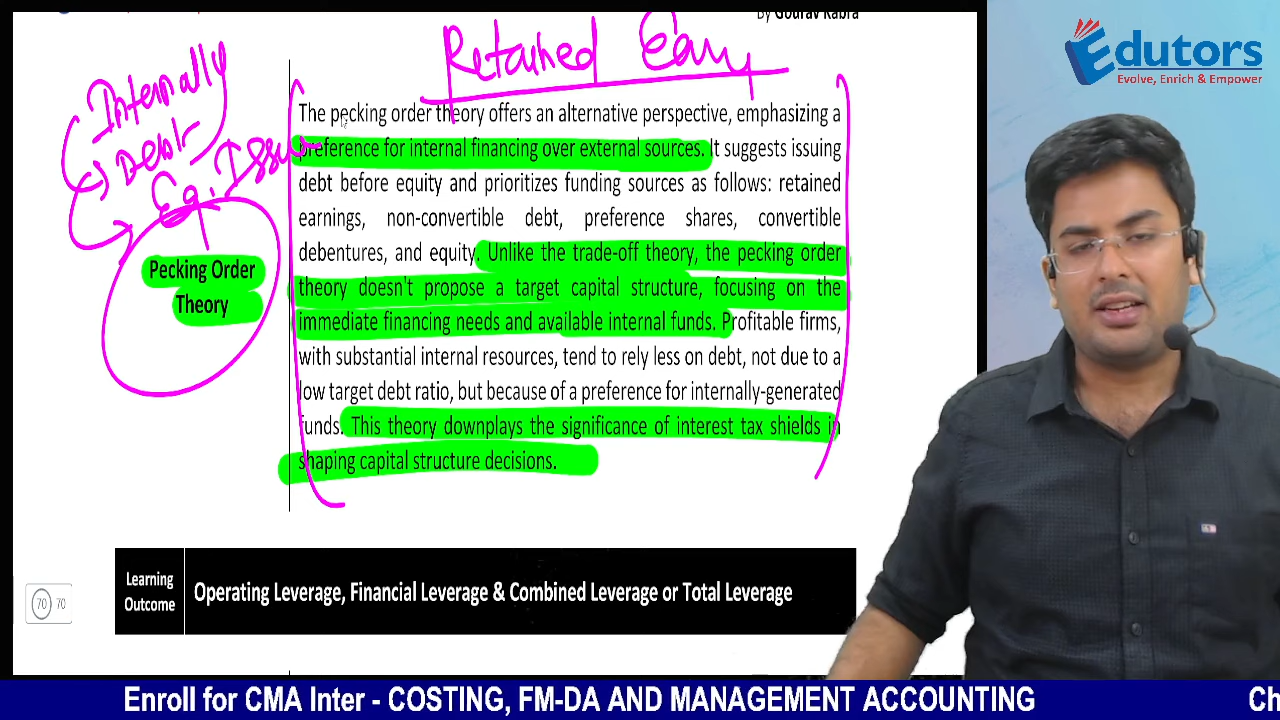 By Gourav Kabra
Retained Earn
Internally
Debt
Eq. Issue
The pecking order theory offers an alternative perspective, emphasizing a
preference for internal financing over external sources. It suggests issuing
debt before equity and prioritizes funding sources as follows: retained
earnings, non-convertible debt, preference shares, convertible
debentures, and equity. Unlike the trade-off theory, the pecking order
theory doesn't propose a target capital structure, focusing on the
immediate financing needs and available internal funds. Profitable firms,
with substantial internal resources, tend to rely less on debt, not due to a
low target debt ratio, but because of a preference for internally-generated
funds. This theory downplays the significance of interest tax shields in
shaping capital structure decisions.
Pecking Order
Theory
Learning
Outcome
Operating Leverage, Financial Leverage & Combined Leverage or Total Leverage
70 70
Edutors
Evolve, Enrich & Empower
Enroll for CMA Inter - COSTING, FM-DA AND MANAGEMENT ACCOUNTING
Ch